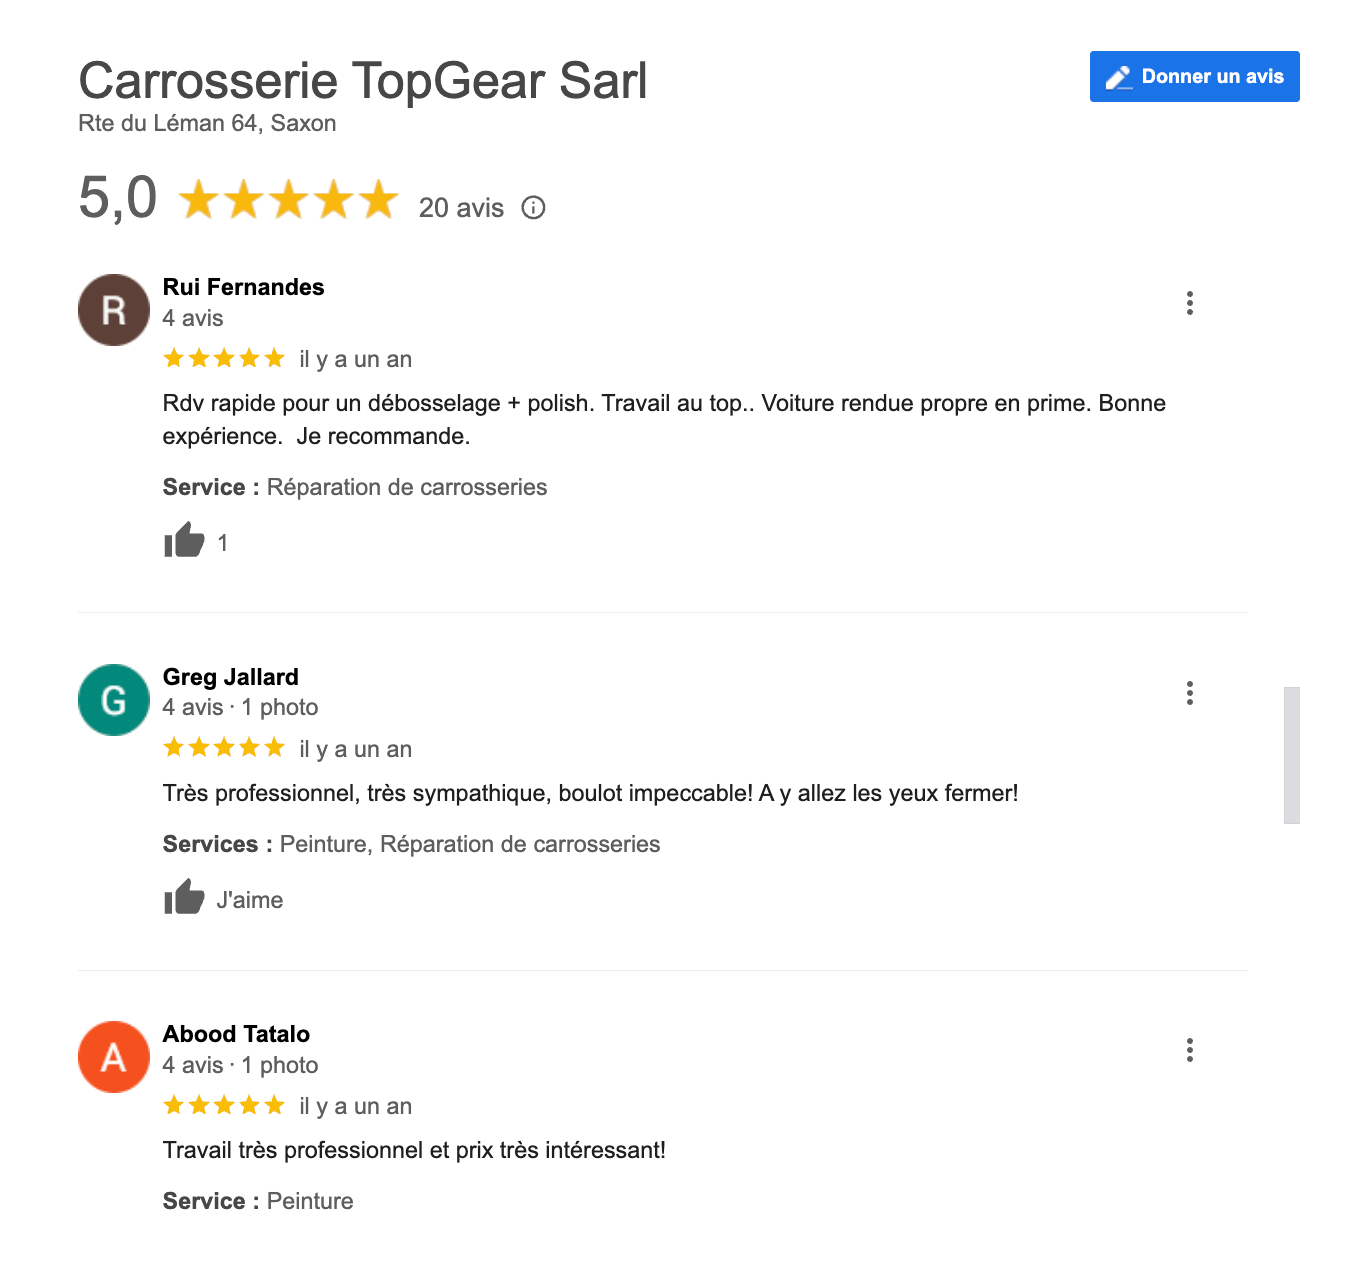 Carrosserie TopGear Sarl
Donner un avis
Rte du Léman 64, Saxon
5,0 20 avis
R
Rui Fernandes
4 avis
il y a un an
Rdv rapide pour un débosselage + polish. Travail au top.. Voiture rendue propre en prime. Bonne
expérience.  Je recommande.
Service : Réparation de carrosseries
1
G
Greg Jallard
4 avis · 1 photo
il y a un an
Très professionnel, très sympathique, boulot impeccable! A y allez les yeux fermer!
Services : Peinture, Réparation de carrosseries
J'aime
A
Abood Tatalo
4 avis · 1 photo
il y a un an
Travail très professionnel et prix très intéressant!
Service : Peinture